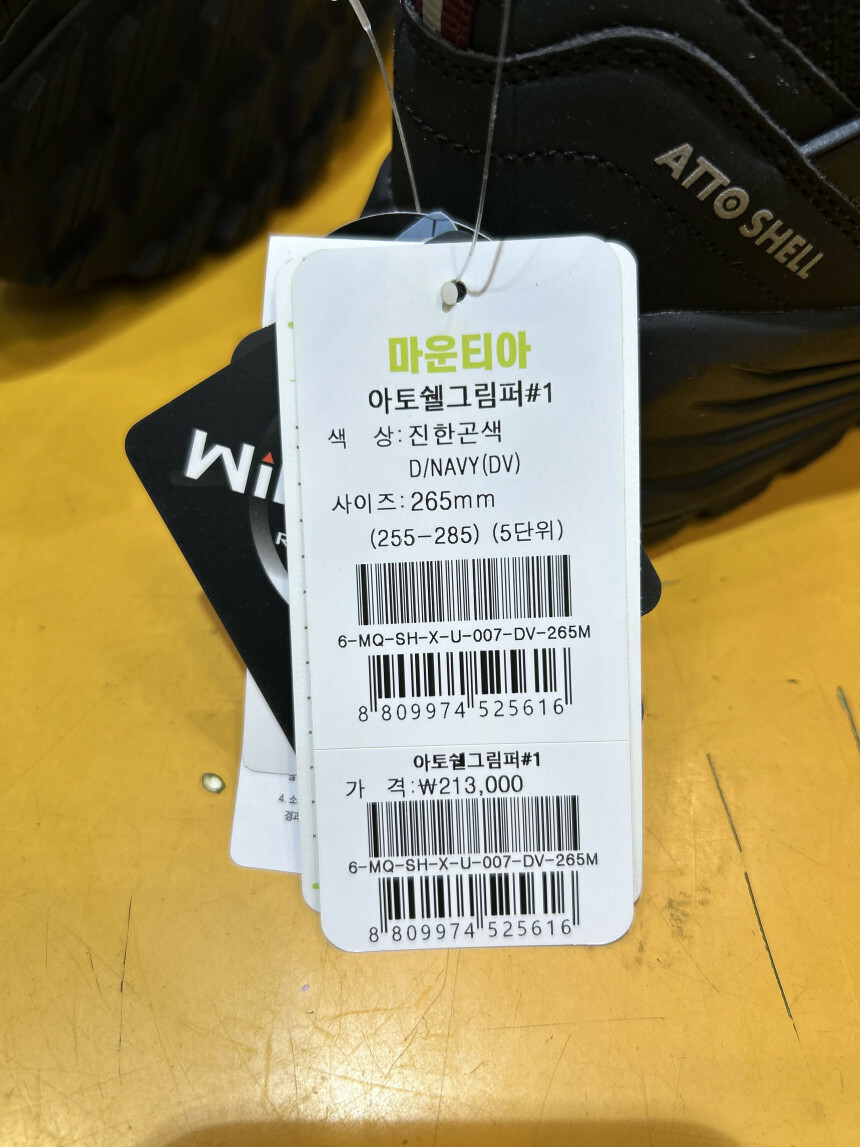 ATTO SHELL
마운티아
아토쉘그림퍼#1
색 상:진한곤색
D/NAVY(DV)
사이즈:265mm
(255-285) (5단위)
6-MQ-SH-X-U-007-DV-265M
8 809974 525616
아토쉘그림퍼#1
가 격:₩213,000
6-MQ-SH-X-U-007-DV-265M
8 809974 525616
4. 소